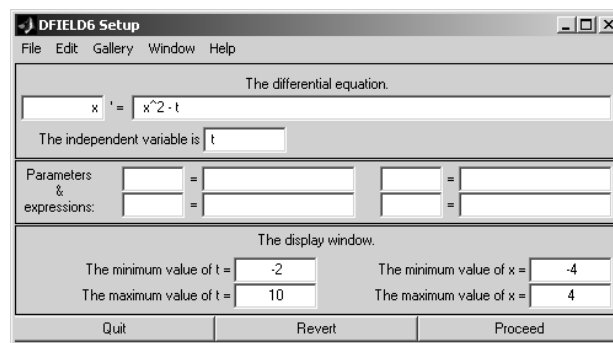 DFIELD6 Setup
File Edit Gallery Window Help
The differential equation.
x ' = x^2 - t
The independent variable is t
Parameters & expressions:
= =
= =
The display window.
The minimum value of t = -2 The minimum value of x = -4
The maximum value of t = 10 The maximum value of x = 4
Quit Revert Proceed